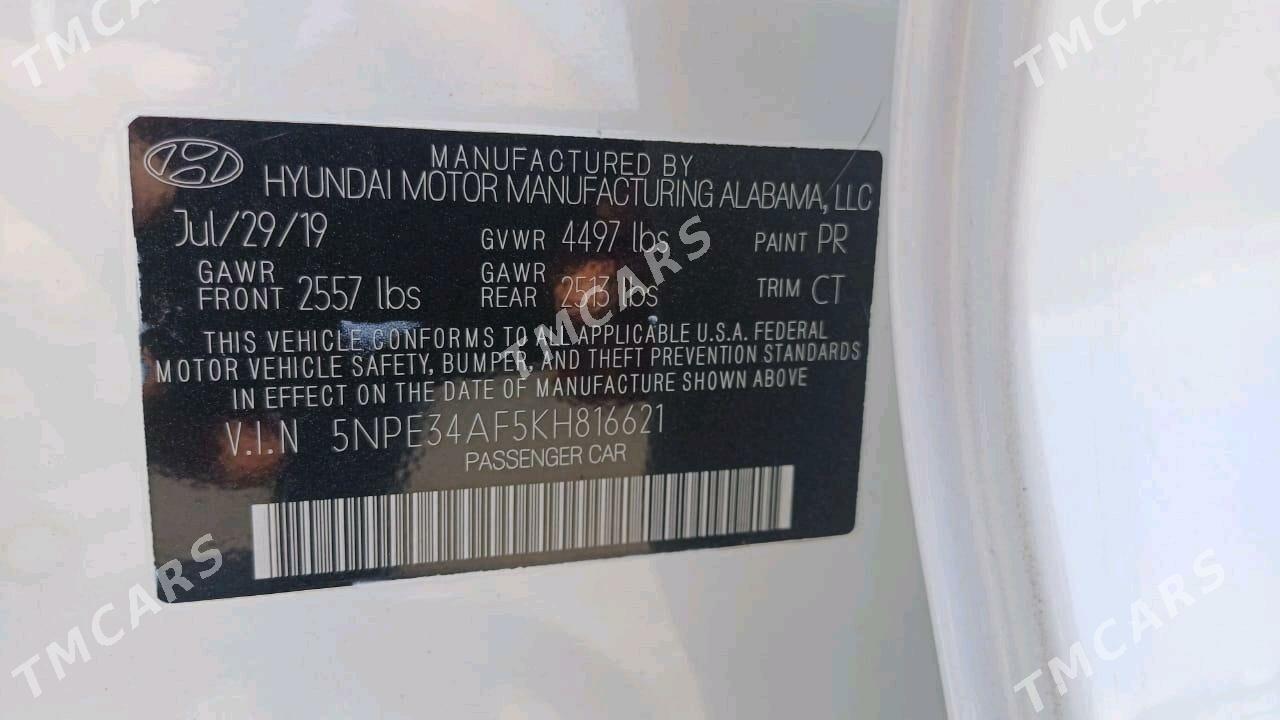 TMCARS
TMCARS
MANUFACTURED BY
HYUNDAI MOTOR MANUFACTURING ALABAMA, LLC
Jul/29/19 GVWR 4497 lbs PAINT PR
GAWR FRONT 2557 lbs GAWR REAR 2513 lbs TRIM CT
TMCARS
THIS VEHICLE CONFORMS TO ALL APPLICABLE U.S.A. FEDERAL
MOTOR VEHICLE SAFETY, BUMPER, AND THEFT PREVENTION STANDARDS
IN EFFECT ON THE DATE OF MANUFACTURE SHOWN ABOVE
V.I.N 5NPE34AF5KH816621
PASSENGER CAR
TMCARS
TMCARS